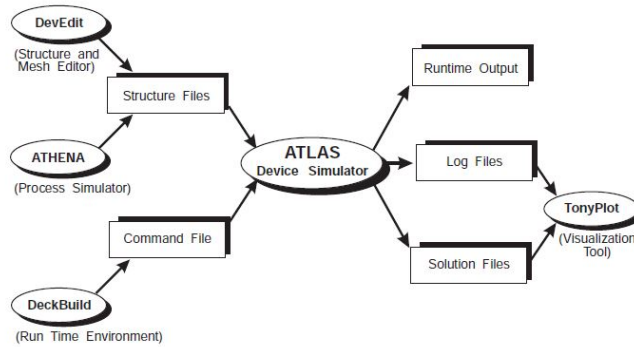 DevEdit
(Structure and
Mesh Editor)
Structure Files
ATHENA
(Process Simulator)
Command File
DeckBuild
(Run Time Environment)
ATLAS
Device Simulator
Runtime Output
Log Files
Solution Files
TonyPlot
(Visualization
Tool)